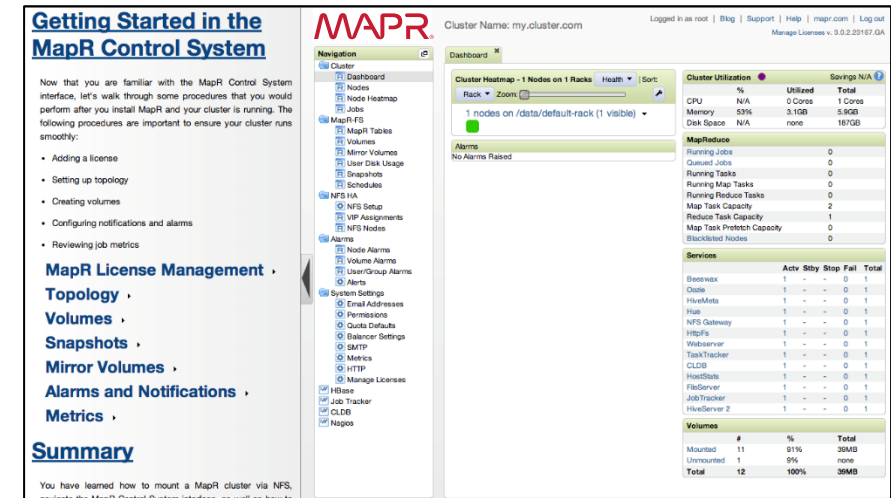 Getting Started in the
MapR Control System
Now that you are familiar with the MapR Control System
interface, let's walk through some procedures that you would
perform after you install MapR and your cluster is running. The
following procedures are important to ensure your cluster runs
smoothly:
• Adding a license
• Setting up topology
• Creating volumes
• Configuring notifications and alarms
• Reviewing job metrics
MapR License Management ›
Topology ›
Volumes ›
Snapshots ›
Mirror Volumes ›
Alarms and Notifications ›
Metrics ›
Summary
You have learned how to mount a MapR cluster via NFS,
navigate the MapR Control System interface, as well as how to
MAPR
Cluster Name: my.cluster.com
Logged in as root | Blog | Support | Help | mapr.com | Log out
Manage Licenses v. 3.0.2.23167.GA
Navigation
Cluster
Dashboard
Nodes
Node Heatmap
Jobs
MapR-FS
MapR Tables
Volumes
Mirror Volumes
User Disk Usage
Snapshots
Schedules
NFS HA
NFS Setup
VIP Assignments
NFS Nodes
Alarms
Node Alarms
Volume Alarms
User/Group Alarms
Alerts
System Settings
Email Addresses
Permissions
Quota Defaults
Balancer Settings
SMTP
Metrics
HTTP
Manage Licenses
HBase
Job Tracker
CLDB
Nagios
Dashboard
Cluster Heatmap - 1 Nodes on 1 Racks Health | Sort:
Rack Zoom:
1 nodes on /data/default-rack (1 visible)
Alarms
No Alarms Raised
Cluster Utilization Savings N/A ?
% Utilized Total
CPU N/A 0 Cores 1 Cores
Memory 53% 3.1GB 5.9GB
Disk Space N/A none 187GB
MapReduce
Running Jobs 0
Queued Jobs 0
Running Tasks 0
Running Map Tasks 0
Running Reduce Tasks 0
Map Task Capacity 2
Reduce Task Capacity 1
Map Task Prefetch Capacity 0
Blacklisted Nodes 0
Services
Actv Stby Stop Fail Total
Beeswax 1 - - 0 1
Oozie 1 - - 0 1
HiveMeta 1 - - 0 1
Hue 1 - - 0 1
NFS Gateway 1 - - 0 1
HttpFs 1 - - 0 1
Webserver 1 - - 0 1
TaskTracker 1 - - 0 1
CLDB 1 - - 0 1
HostStats 1 - - 0 1
FileServer 1 - - 0 1
JobTracker 1 - - 0 1
HiveServer 2 1 - - 0 1
Volumes
# % Total
Mounted 11 91% 39MB
Unmounted 1 9% none
Total 12 100% 39MB